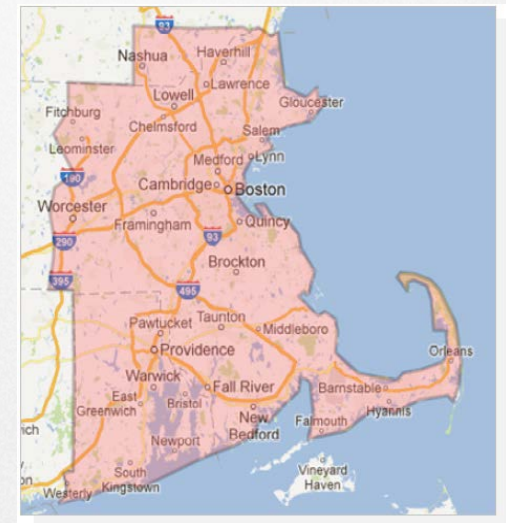 93
Nashua
Haverhill
Lawrence
Lowell
Gloucester
Fitchburg
Chelmsford
Salem
Leominster
Medford
Lynn
190
Cambridge
Boston
Worcester
Framingham
Quincy
290
93
Brockton
395
495
Pawtucket
Taunton
Middleboro
Providence
Orleans
Warwick
Fall River
Barnstable
East
Greenwich
Bristol
Hyannis
New
Bedford
Falmouth
ich
Newport
Vineyard
Haven
South
Kingstown
on
Westerly